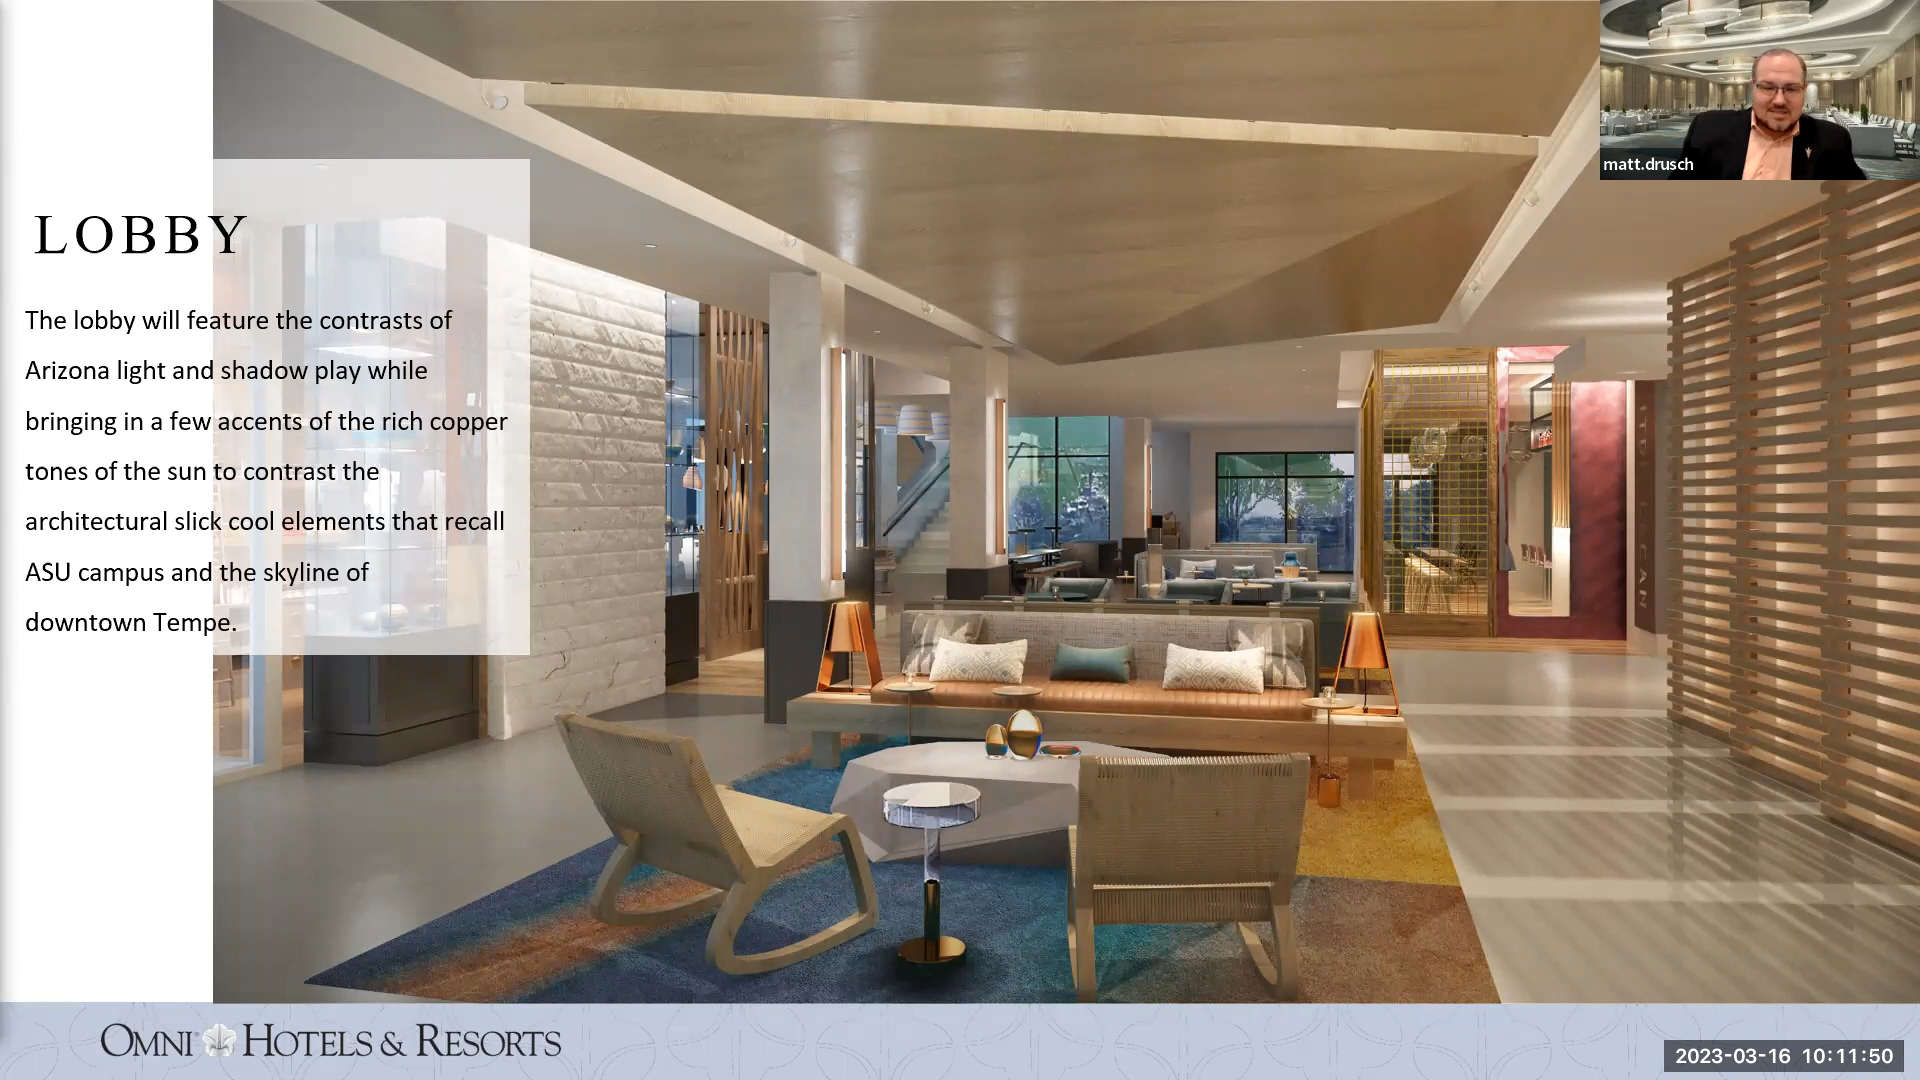 matt.drusch
LOBBY
The lobby will feature the contrasts of
Arizona light and shadow play while
bringing in a few accents of the rich copper
tones of the sun to contrast the
architectural slick cool elements that recall
ASU campus and the skyline of
downtown Tempe.
OMNI HOTELS & RESORTS
2023-03-16 10:11:50